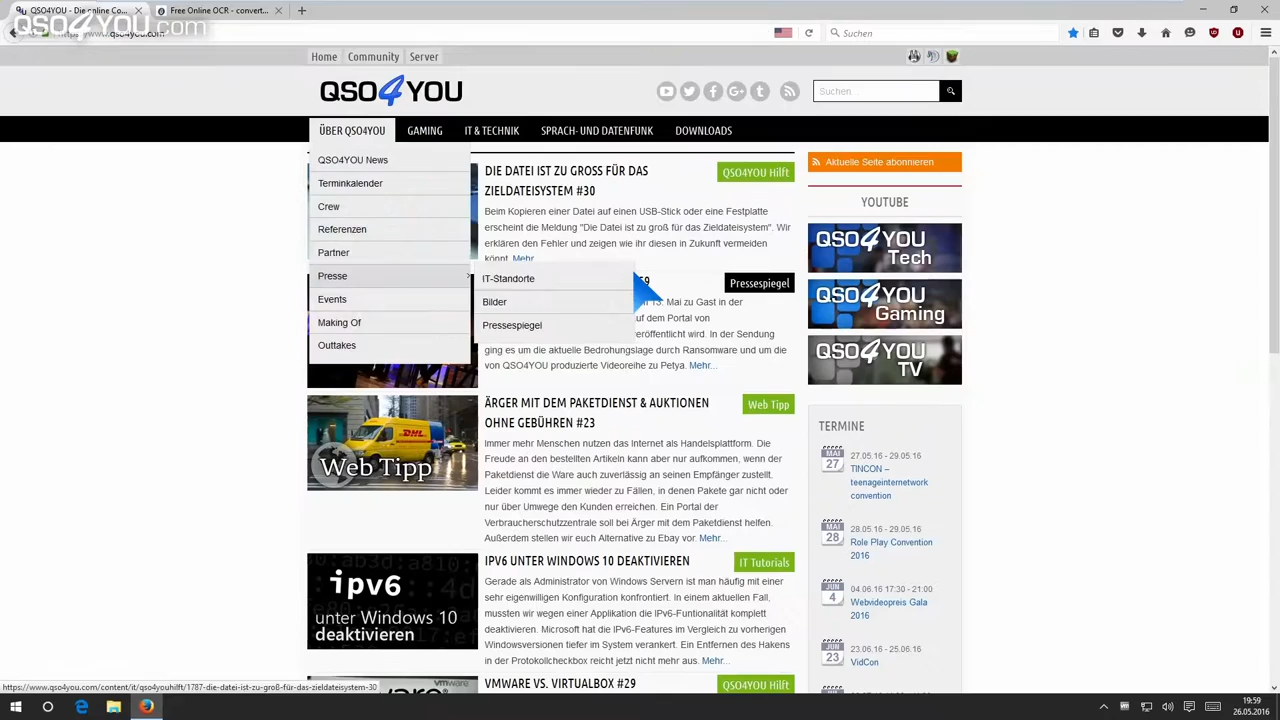 QSO4YOU.com
Free Online OCR - convert...
www.qso4you.com
Suchen
Home
Community
Server
QSO4YOU
Suchen...
ÜBER QSO4YOU
GAMING
IT & TECHNIK
SPRACH- UND DATENFUNK
DOWNLOADS
QSO4YOU News
Terminkalender
Crew
Referenzen
Partner
Presse
Events
Making Of
Outtakes
IT-Standorte
Bilder
Pressespiegel
DIE DATEI IST ZU GROSS FÜR DAS
ZIELDATEISYSTEM #30
QSO4YOU Hilft
Beim Kopieren einer Datei auf einen USB-Stick oder eine Festplatte
erscheint die Meldung "Die Datei ist zu groß für das Zieldateisystem". Wir
erklären den Fehler und zeigen wie ihr diesen in Zukunft vermeiden
könnt. Mehr...
Pressespiegel
13. Mai zu Gast in der
auf dem Portal von
veröffentlicht wird. In der Sendung
ging es um die aktuelle Bedrohungslage durch Ransomware und um die
von QSO4YOU produzierte Videoreihe zu Petya. Mehr...
Web Tipp
ÄRGER MIT DEM PAKETDIENST & AUKTIONEN
OHNE GEBÜHREN #23
Web Tipp
Immer mehr Menschen nutzen das Internet als Handelsplattform. Die
Freude an den bestellten Artikeln kann aber nur aufkommen, wenn der
Paketdienst die Ware auch zuverlässig an seinen Empfänger zustellt.
Leider kommt es immer wieder zu Fällen, in denen Pakete gar nicht oder
nur über Umwege den Kunden erreichen. Ein Portal der
Verbraucherschutzzentrale soll bei Ärger mit dem Paketdienst helfen.
Außerdem stellen wir euch Alternative zu Ebay vor. Mehr...
ipv6
unter Windows 10
deaktivieren
IPV6 UNTER WINDOWS 10 DEAKTIVIEREN
IT Tutorials
Gerade als Administrator von Windows Servern ist man häufig mit einer
sehr eigenwilligen Konfiguration konfrontiert. In einem aktuellen Fall,
mussten wir wegen einer Applikation die IPv6-Funtionalität komplett
deaktivieren. Microsoft hat die IPv6-Features im Vergleich zu vorherigen
Windowsversionen tiefer im System verankert. Ein Entfernen des Hakens
in der Protokollcheckbox reicht jetzt nicht mehr aus. Mehr...
VMWARE VS. VIRTUALBOX #29
QSO4YOU Hilft
Aktuelle Seite abonnieren
YOUTUBE
QSO4YOU
Tech
QSO4YOU
Gaming
QSO4YOU
TV
TERMINE
MAI
27
27.05.16 - 29.05.16
TINCON –
teenageinternetwork
convention
MAI
28
28.05.16 - 29.05.16
Role Play Convention
2016
JUN
4
04.06.16 17:30 - 21:00
Webvideopreis Gala
2016
JUN
23
23.06.16 - 25.06.16
VidCon
https://www.qso4you.com/content/it/qso4youhilft/1787-die-datei-ist-zu-groß-für-das-zieldateisystem-30
19:59
26.05.2016